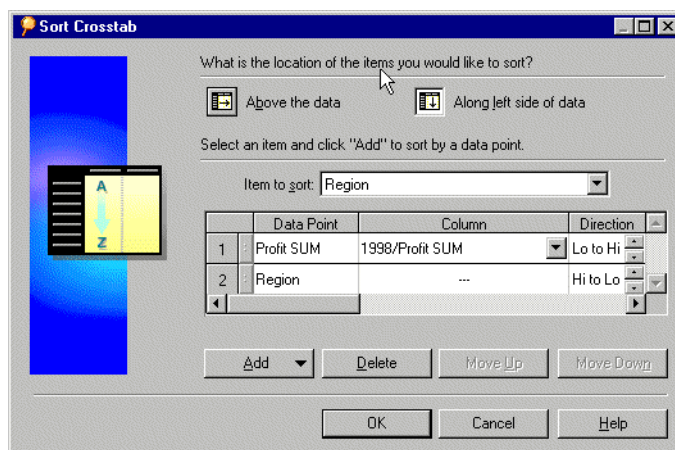 Sort Crosstab
What is the location of the items you would like to sort?
Above the data Along left side of data
Select an item and click "Add" to sort by a data point.
Item to sort: Region
Data Point Column Direction
1 Profit SUM 1998/Profit SUM Lo to Hi
2 Region --- Hi to Lo
A
Z
Add Delete Move Up Move Down
OK Cancel Help